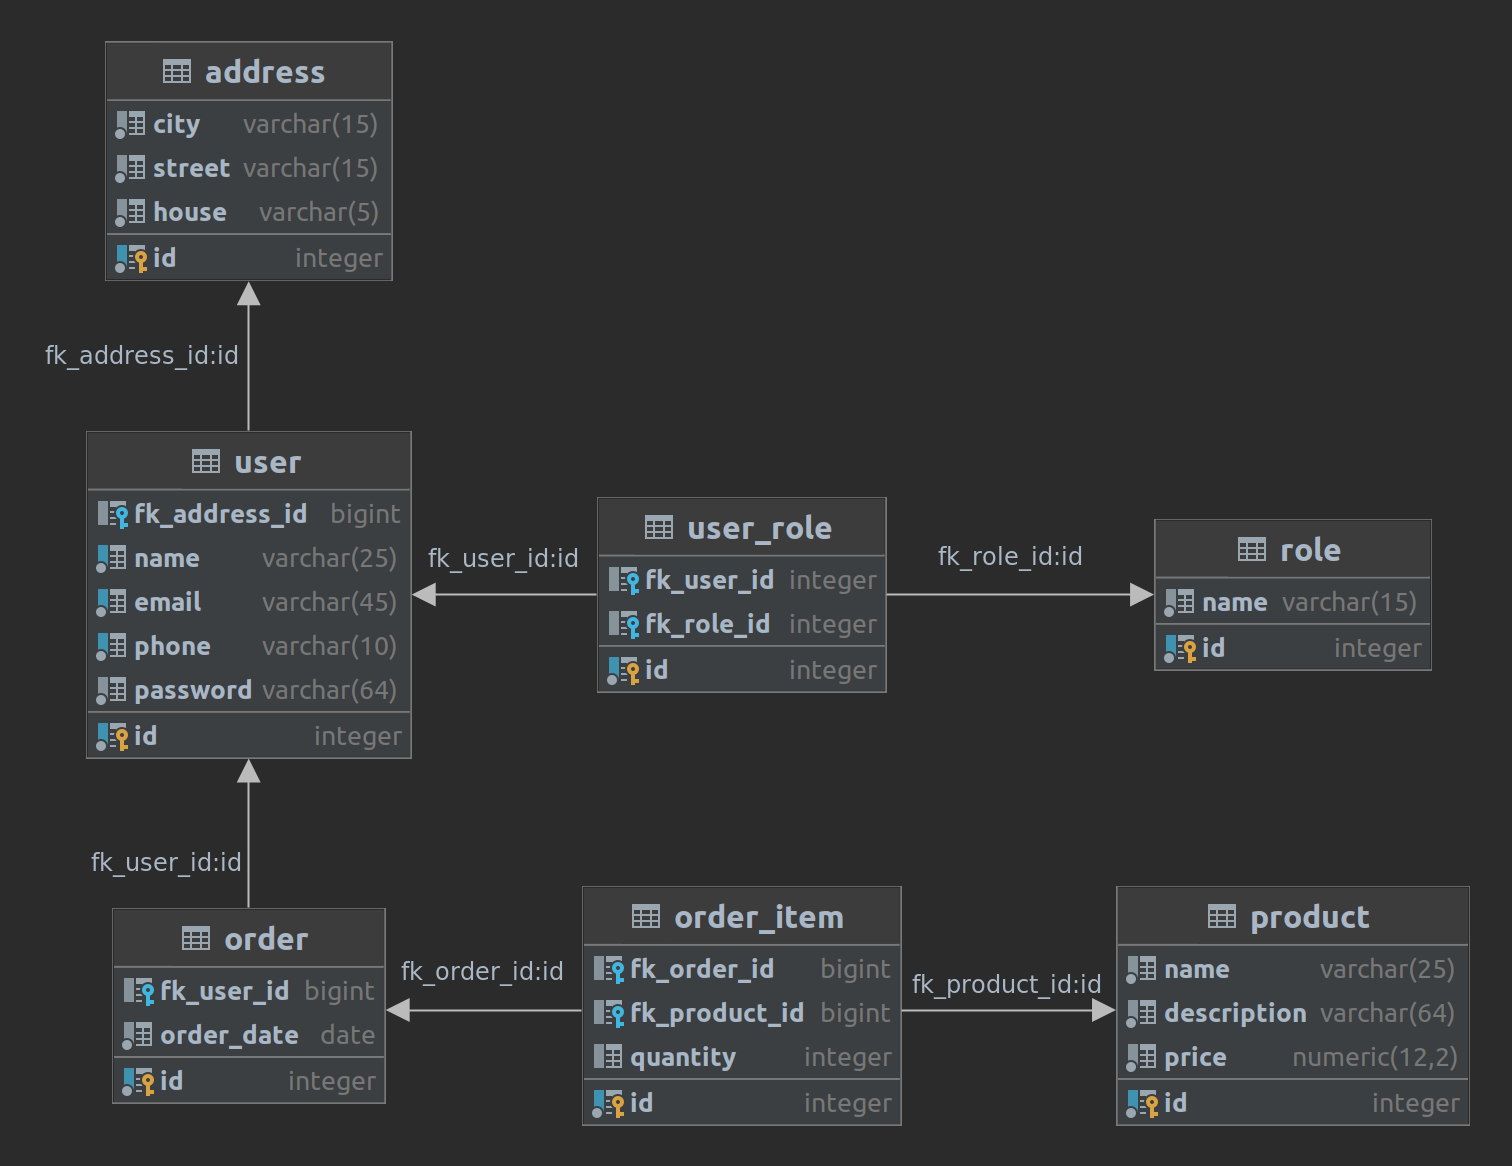 address
city varchar(15)
street varchar(15)
house varchar(5)
id integer
fk_address_id:id
user
fk_address_id bigint
name varchar(25)
email varchar(45)
phone varchar(10)
password varchar(64)
id integer
fk_user_id:id
user_role
fk_user_id integer
fk_role_id integer
id integer
fk_role_id:id
role
name varchar(15)
id integer
fk_user_id:id
order
fk_user_id bigint
order_date date
id integer
fk_order_id:id
order_item
fk_order_id bigint
fk_product_id bigint
quantity integer
id integer
fk_product_id:id
product
name varchar(25)
description varchar(64)
price numeric(12,2)
id integer